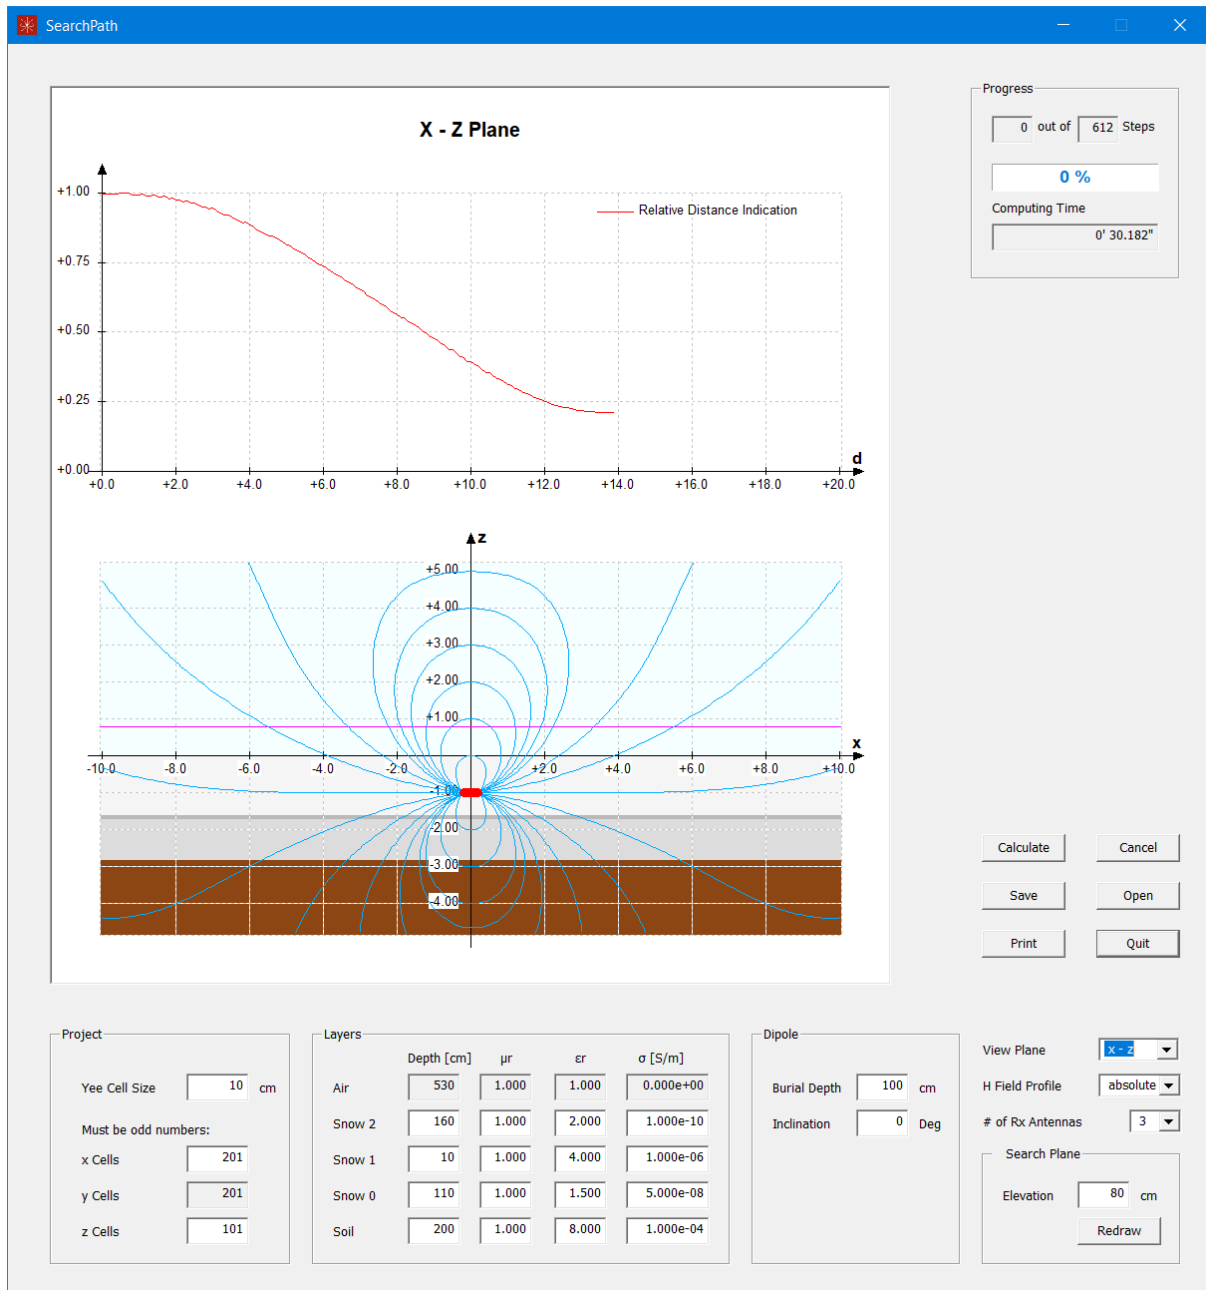 SearchPath
X - Z Plane
+1.00
+0.75
+0.50
+0.25
+0.00
Relative Distance Indication
d
+0.0 +2.0 +4.0 +6.0 +8.0 +10.0 +12.0 +14.0 +16.0 +18.0 +20.0
z
+5.00
+4.00
+3.00
+2.00
+1.00
x
-10.0 -8.0 -6.0 -4.0 -2.0 +2.0 +4.0 +6.0 +8.0 +10.0
-1.00
-2.00
-3.00
-4.00
Progress
0 out of 612 Steps
0 %
Computing Time
0' 30.182"
Calculate Cancel
Save Open
Print Quit
Project
Yee Cell Size 10 cm
Must be odd numbers:
x Cells 201
y Cells 201
z Cells 101
Layers
Depth [cm] μr εr σ [S/m]
Air 530 1.000 1.000 0.000e+00
Snow 2 160 1.000 2.000 1.000e-10
Snow 1 10 1.000 4.000 1.000e-06
Snow 0 110 1.000 1.500 5.000e-08
Soil 200 1.000 8.000 1.000e-04
Dipole
Burial Depth 100 cm
Inclination 0 Deg
View Plane x - z
H Field Profile absolute
# of Rx Antennas 3
Search Plane
Elevation 80 cm
Redraw